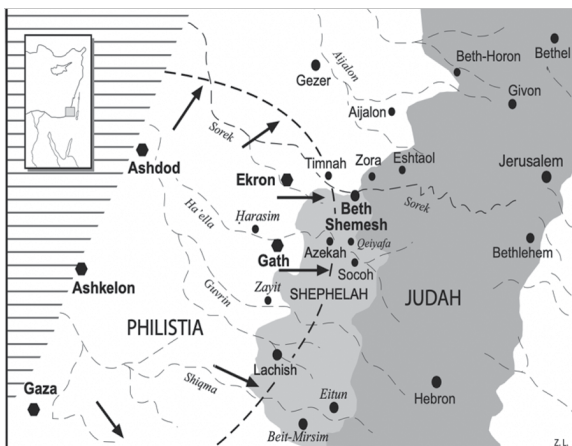 Bethel
Beth-Horon
Aijalon
Gezer
Givon
Aijalon
Sorek
Ashdod
Timnah
Zora
Eshtaol
Jerusalem
Ekron
Beth
Shemesh
Sorek
Ha'ella
Ḥarasim
Qeiyafa
Azekah
Bethlehem
Gath
Socoh
Ashkelon
Zayit
Guvrin
SHEPHELAH
JUDAH
PHILISTIA
Lachish
Shiqma
Gaza
Eitun
Hebron
Beit-Mirsim
Z.L.